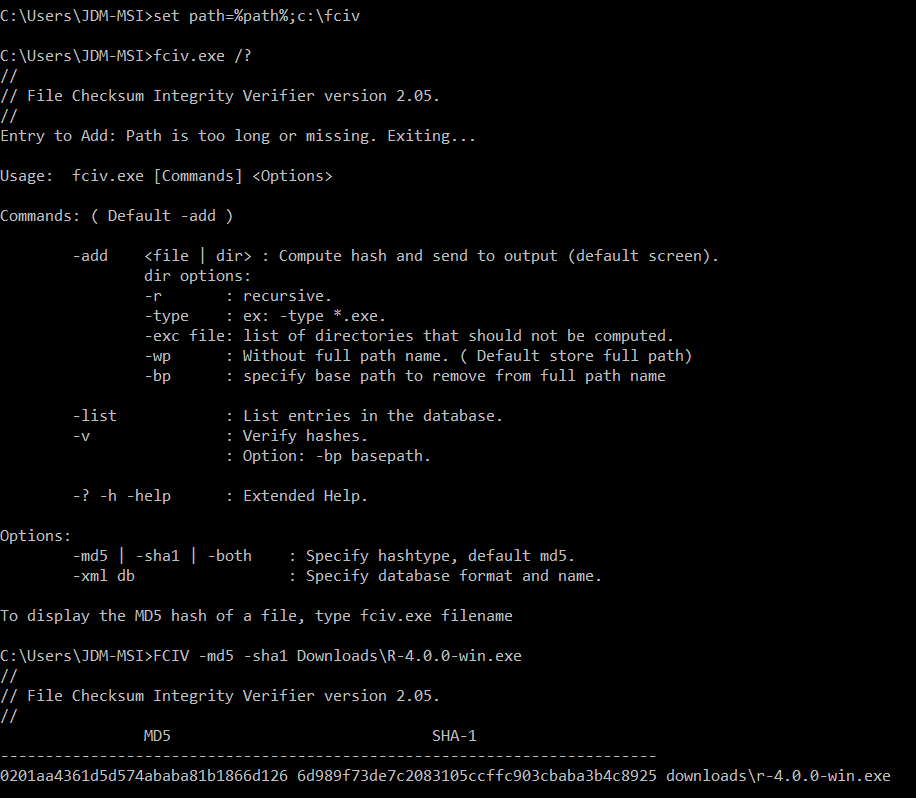 C:\Users\JDM-MSI>set path=%path%;c:\fciv
C:\Users\JDM-MSI>fciv.exe /?
//
// File Checksum Integrity Verifier version 2.05.
//
Entry to Add: Path is too long or missing. Exiting...
Usage:  fciv.exe [Commands] <Options>
Commands: ( Default -add )
        -add    <file | dir> : Compute hash and send to output (default screen).
                dir options:
                -r       : recursive.
                -type    : ex: -type *.exe.
                -exc file: list of directories that should not be computed.
                -wp      : Without full path name. ( Default store full path)
                -bp      : specify base path to remove from full path name
        -list            : List entries in the database.
        -v               : Verify hashes.
                         : Option: -bp basepath.
        -? -h -help      : Extended Help.
Options:
        -md5 | -sha1 | -both    : Specify hashtype, default md5.
        -xml db                 : Specify database format and name.
To display the MD5 hash of a file, type fciv.exe filename
C:\Users\JDM-MSI>FCIV -md5 -sha1 Downloads\R-4.0.0-win.exe
//
// File Checksum Integrity Verifier version 2.05.
//
                MD5                             SHA-1
-------------------------------------------------------------------------
0201aa4361d5d574ababa81b1866d126 6d989f73de7c2083105ccffc903cbaba3b4c8925 downloads\r-4.0.0-win.exe